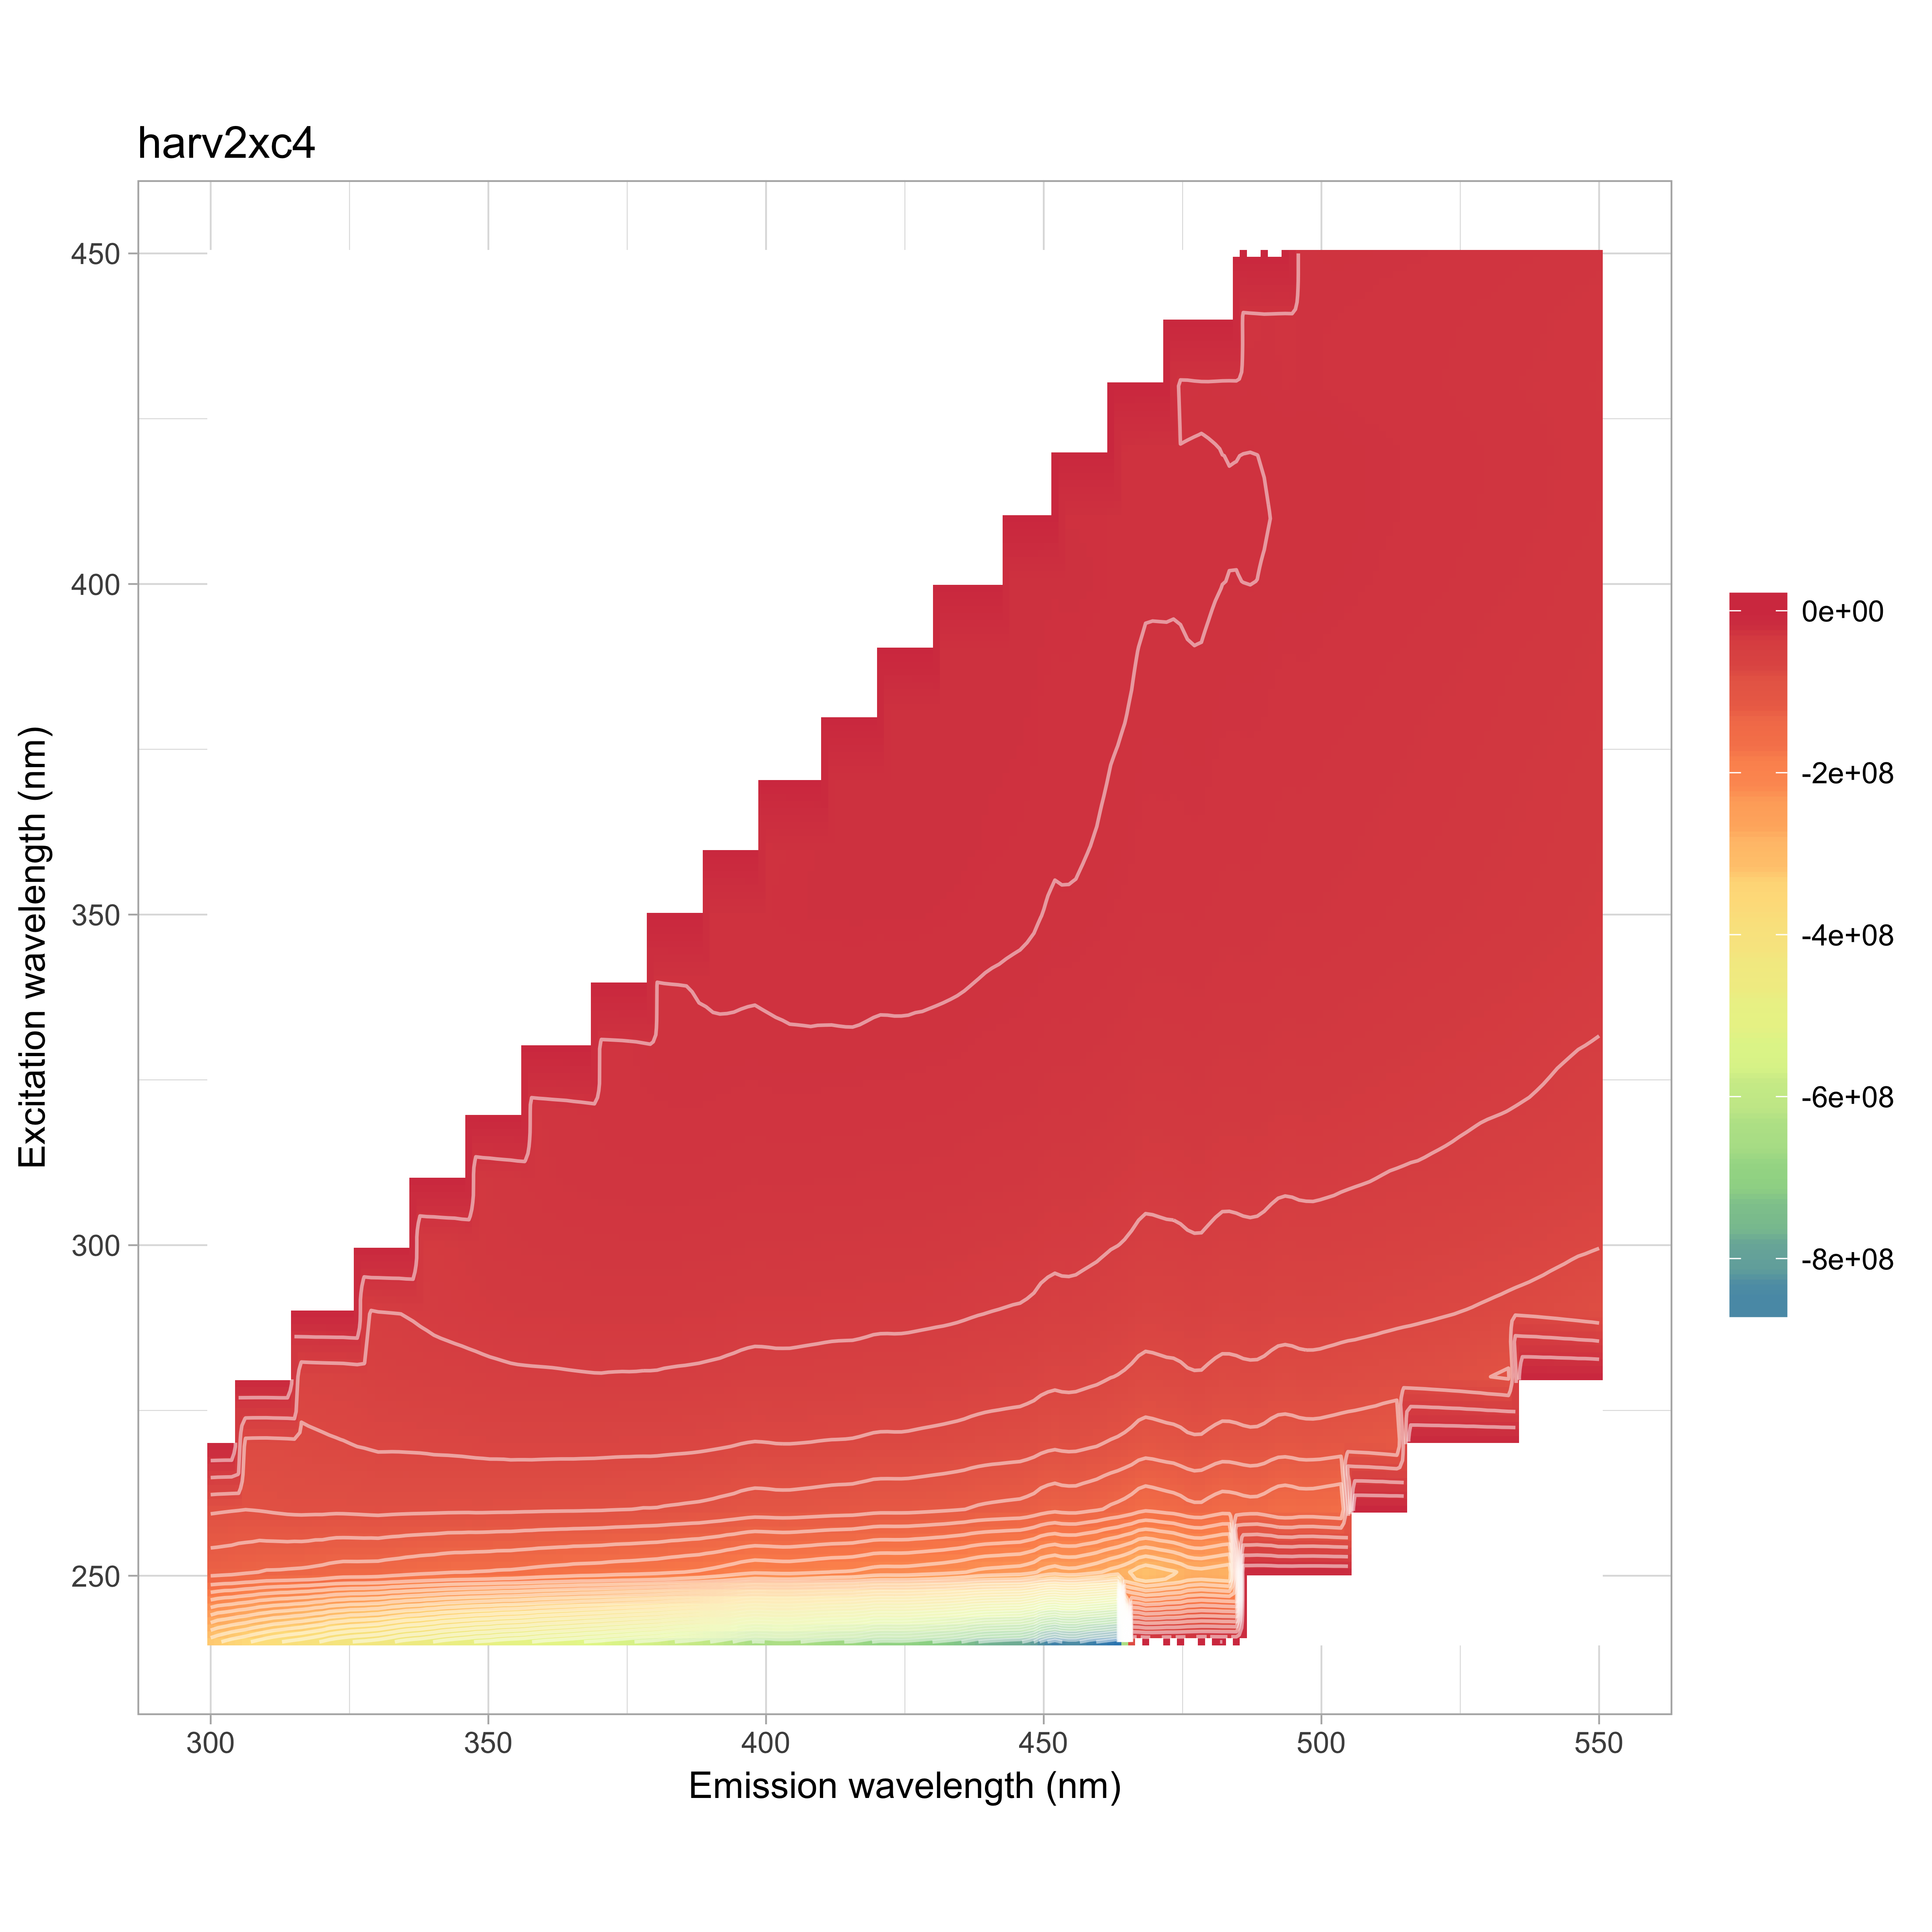 harv2xc4
450
400
350
300
250
Excitation wavelength (nm)
300
350
400
450
500
550
Emission wavelength (nm)
0e+00
-2e+08
-4e+08
-6e+08
-8e+08